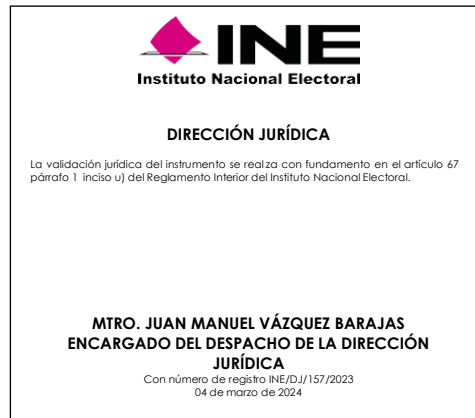 INE
Instituto Nacional Electoral
DIRECCIÓN JURÍDICA
La validación jurídica del instrumento se realza con fundamento en el artículo 67
párrafo 1 inciso u) del Reglamento Interior del Instituto Nacional Electoral.
MTRO. JUAN MANUEL VÁZQUEZ BARAJAS
ENCARGADO DEL DESPACHO DE LA DIRECCIÓN
JURÍDICA
Con número de registro INE/DJ/157/2023
04 de marzo de 2024